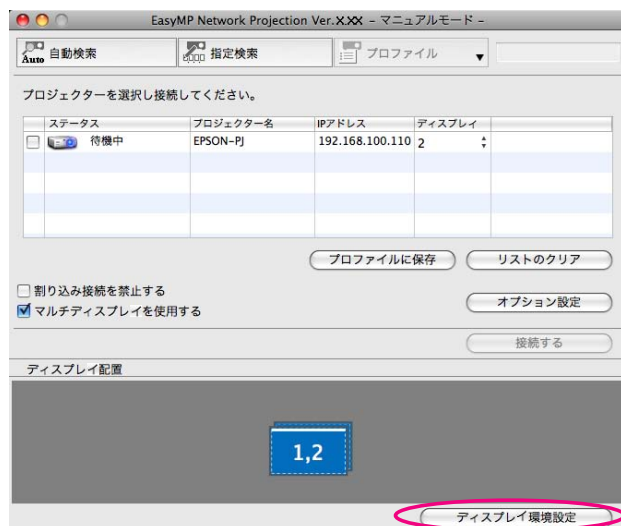 EasyMP Network Projection Ver.X.XX – マニュアルモード –
Auto 自動検索 指定検索 プロファイル ▼
プロジェクターを選択し接続してください。
ステータス プロジェクター名 IPアドレス ディスプレイ
待機中 EPSON-PJ 192.168.100.110 2
プロファイルに保存 リストのクリア
割り込み接続を禁止する
オプション設定
マルチディスプレイを使用する
接続する
ディスプレイ配置
1,2
ディスプレイ環境設定